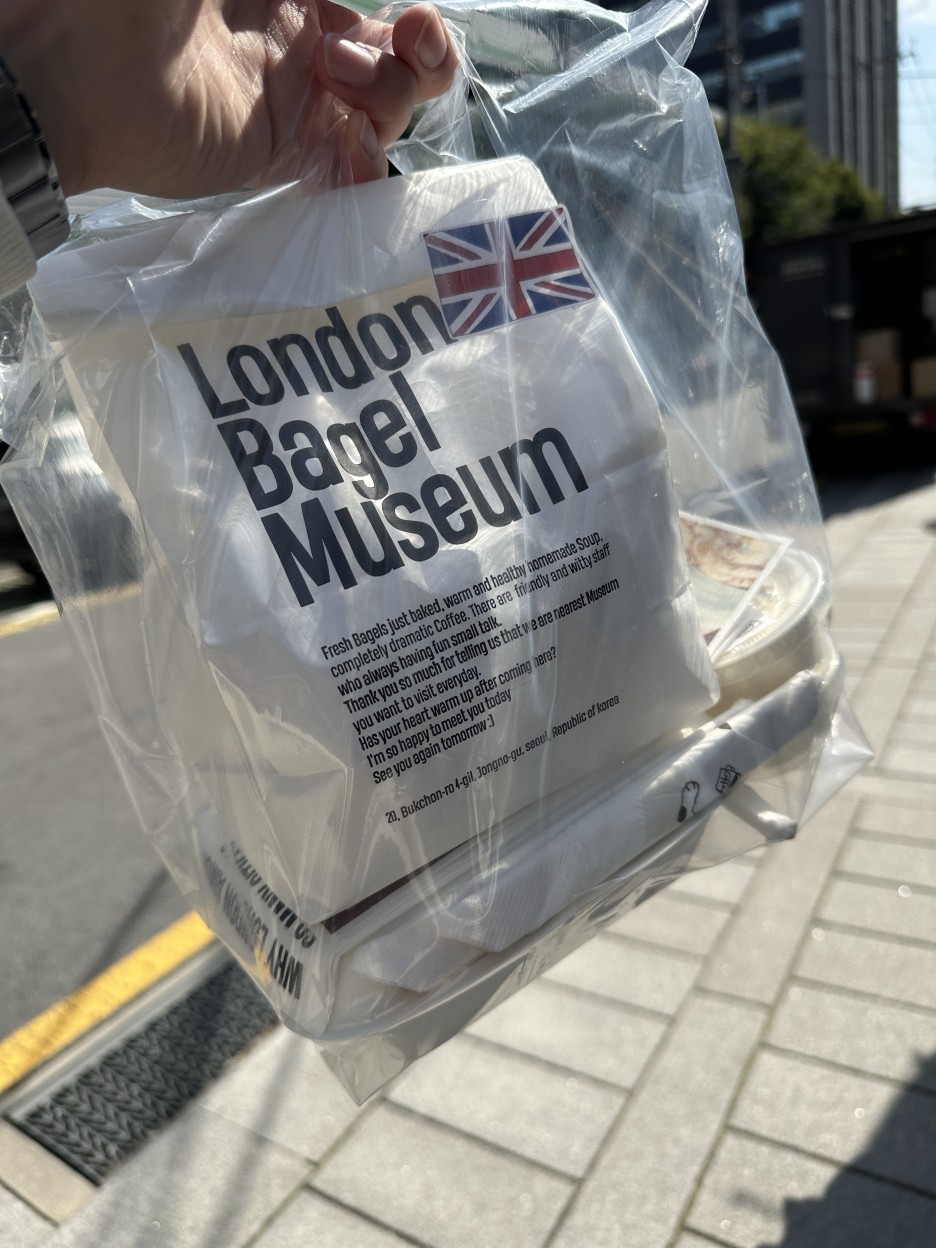 London
Bagel
Museum
Fresh Bagels just baked, warm and healthy homemade Soup,
completely dramatic Coffee. There are friendly and witty staff
who always having fun small talk.
Thank you so much for telling us that we are nearest Museum
you want to visit everyday.
Has your heart warm up after coming here?
I'm so happy to meet you today
See you again tomorrow :)
20, Bukchon-ro 4-gil, Jongno-gu, seoul, Republic of korea
WHY